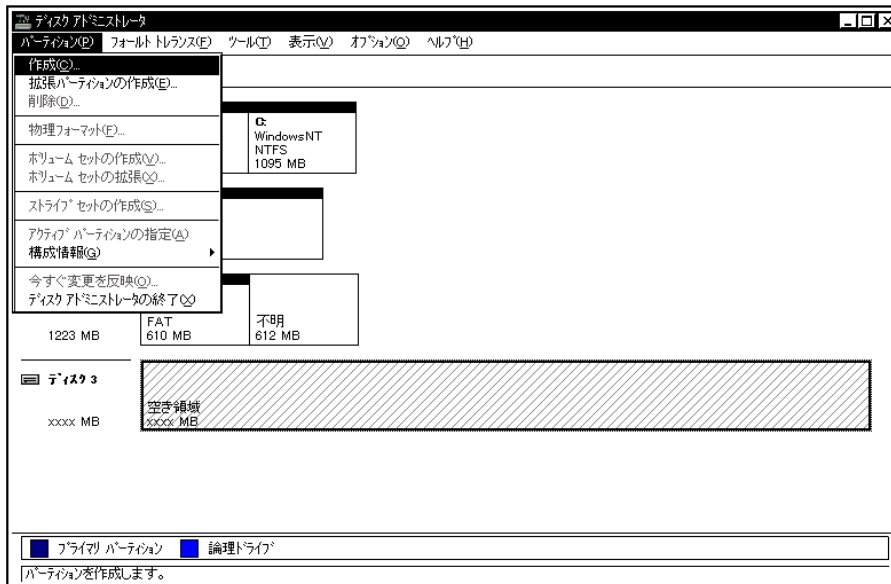 ディスク アドミニストレータ
パーティション(P) フォールト トレランス(F) ツール(T) 表示(V) オプション(O) ヘルプ(H)
作成(C)...
拡張パーティションの作成(E)...
削除(D)...
物理フォーマット(F)...
ボリューム セットの作成(V)...
ボリューム セットの拡張(X)...
ストライプ セットの作成(S)...
アクティブ パーティションの指定(A)
構成情報(G)
今すぐ変更を反映(O)...
ディスク アドミニストレータの終了(X)
C:
WindowsNT
NTFS
1095 MB
1223 MB
FAT
610 MB
不明
612 MB
ディスク 3
xxxx MB
空き領域
xxxx MB
プライマリ パーティション 論理ドライブ
パーティションを作成します。